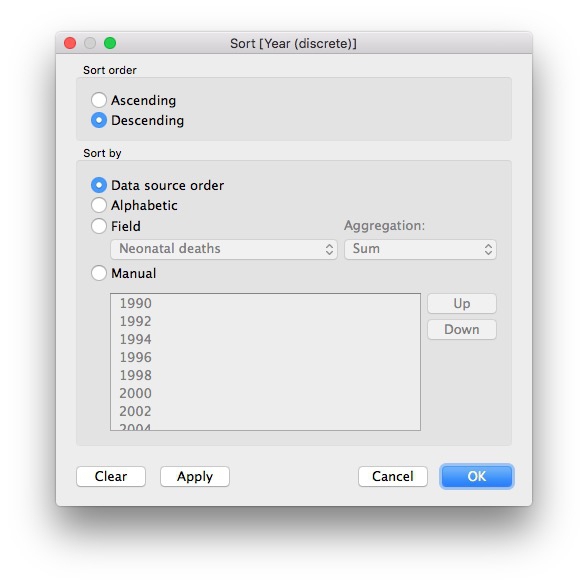 Sort [Year (discrete)]
Sort order
Ascending
Descending
Sort by
Data source order
Alphabetic
Field
Aggregation:
Neonatal deaths
Sum
Manual
1990
1992
1994
1996
1998
2000
2002
2004
Up
Down
Clear
Apply
Cancel
OK